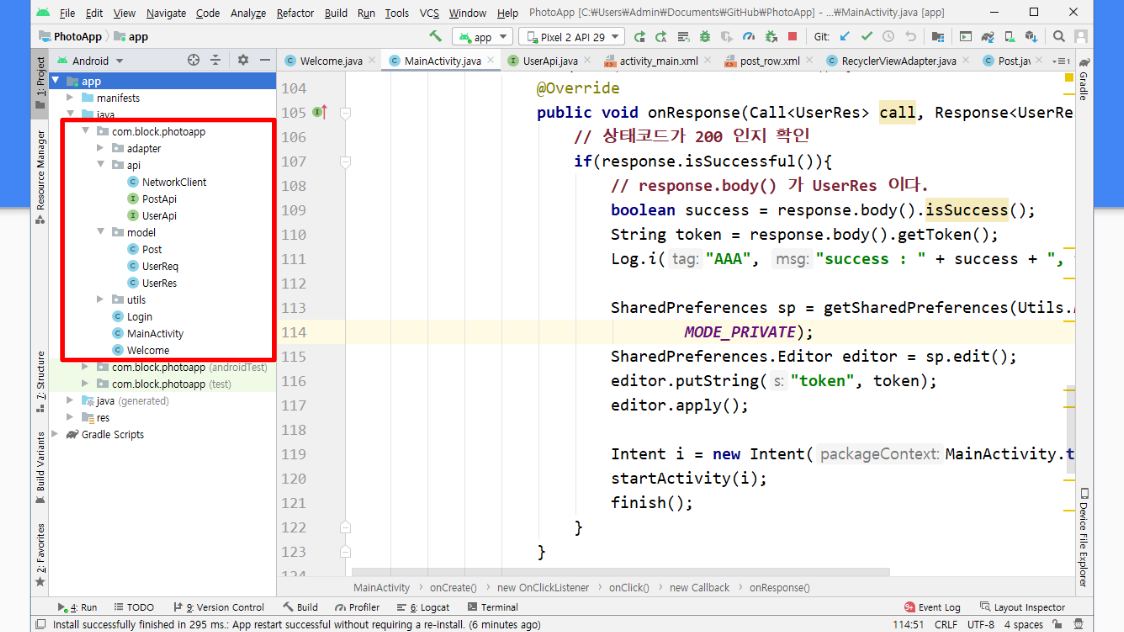 File Edit View Navigate Code Analyze Refactor Build Run Tools VCS Window Help PhotoApp [C:₩Users₩Admin₩Documents₩GitHub₩PhotoApp] - ...₩MainActivity.java [app]
PhotoApp app app Pixel 2 API 29 Git:
Android
Welcome.java MainActivity.java UserApi.java activity_main.xml post_row.xml RecyclerViewAdapter.java Post.java 1
1: Project
Resource Manager
7: Structure
Build Variants
2: Favorites
app
manifests
java
com.block.photoapp
adapter
api
NetworkClient
PostApi
UserApi
model
Post
UserReq
UserRes
utils
Login
MainActivity
Welcome
com.block.photoapp (androidTest)
com.block.photoapp (test)
java (generated)
res
Gradle Scripts
104 @Override
105 public void onResponse(Call<UserRes> call, Response<UserRe
106 // 상태코드가 200 인지 확인
107 if(response.isSuccessful()){
108 // response.body() 가 UserRes 이다.
109 boolean success = response.body().isSuccess();
110 String token = response.body().getToken();
111 Log.i( tag: "AAA", msg: "success : " + success + ",
112
113 SharedPreferences sp = getSharedPreferences(Utils.
114 MODE_PRIVATE);
115 SharedPreferences.Editor editor = sp.edit();
116 editor.putString( s: "token", token);
117 editor.apply();
118
119 Intent i = new Intent( packageContext: MainActivity.t
120 startActivity(i);
121 finish();
122 }
123 }
124
Gradle
Device File Explorer
MainActivity › onCreate() › new OnClickListener › onClick() › new Callback › onResponse()
4: Run TODO 9: Version Control Build Profiler 6: Logcat Terminal Event Log Layout Inspector
Install successfully finished in 295 ms.: App restart successful without requiring a re-install. (6 minutes ago) 114:51 CRLF UTF-8 4 spaces